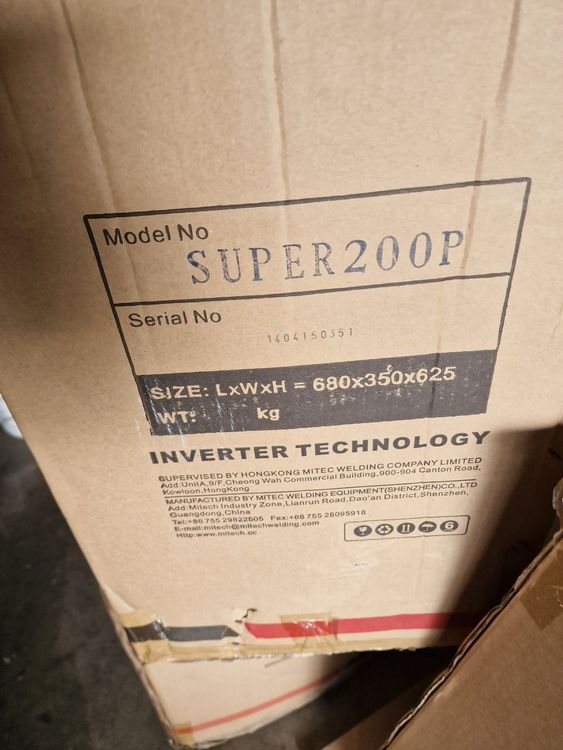 Model No
SUPER200P
Serial No
1404150351
SIZE: LxWxH = 680x350x625
WT: kg
INVERTER TECHNOLOGY
SUPERVISED BY HONGKONG MITEC WELDING COMPANY LIMITED
Add:UnitA,9/F,Cheong Wah Commercial Building,900-904 Canton Road,
Kowloon,HongKong
MANUFACTURED BY MITEC WELDING EQUIPMENT(SHENZHEN)CO.,LTD
Add:Mitech Industry Zone,Lianrun Road,Dao'an District,Shenzhen,
Guangdong,China
Tel:+86 755 29822505 Fax:+86 755 28095918
E-mail:mitech@mitechwelding.com
Http:www.mitech.cc
6